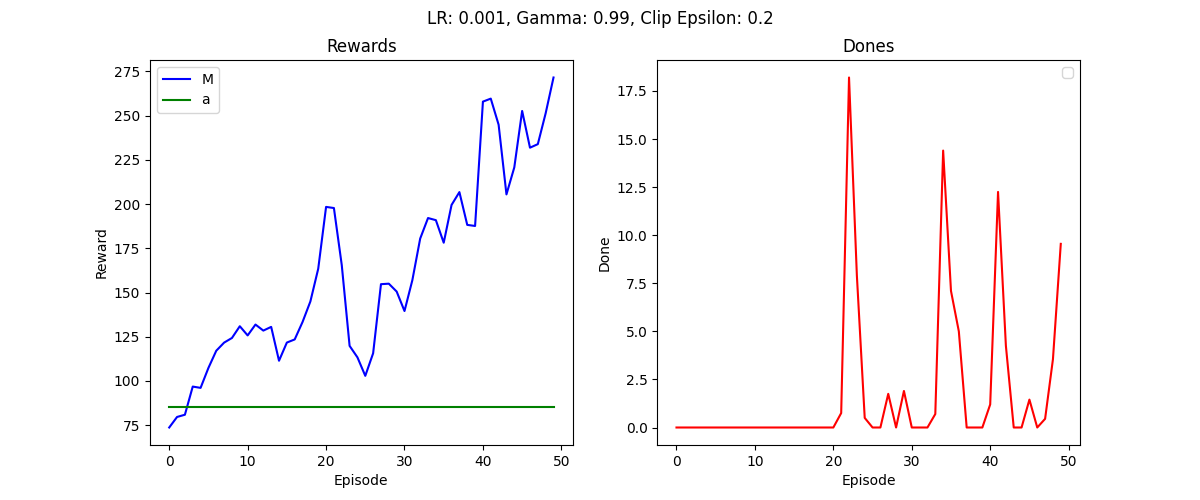 LR: 0.001, Gamma: 0.99, Clip Epsilon: 0.2
Rewards
275
250
225
200
175
150
125
100
75
Reward
M
a
0 10 20 30 40 50
Episode
Dones
17.5
15.0
12.5
10.0
7.5
5.0
2.5
0.0
Done
0 10 20 30 40 50
Episode